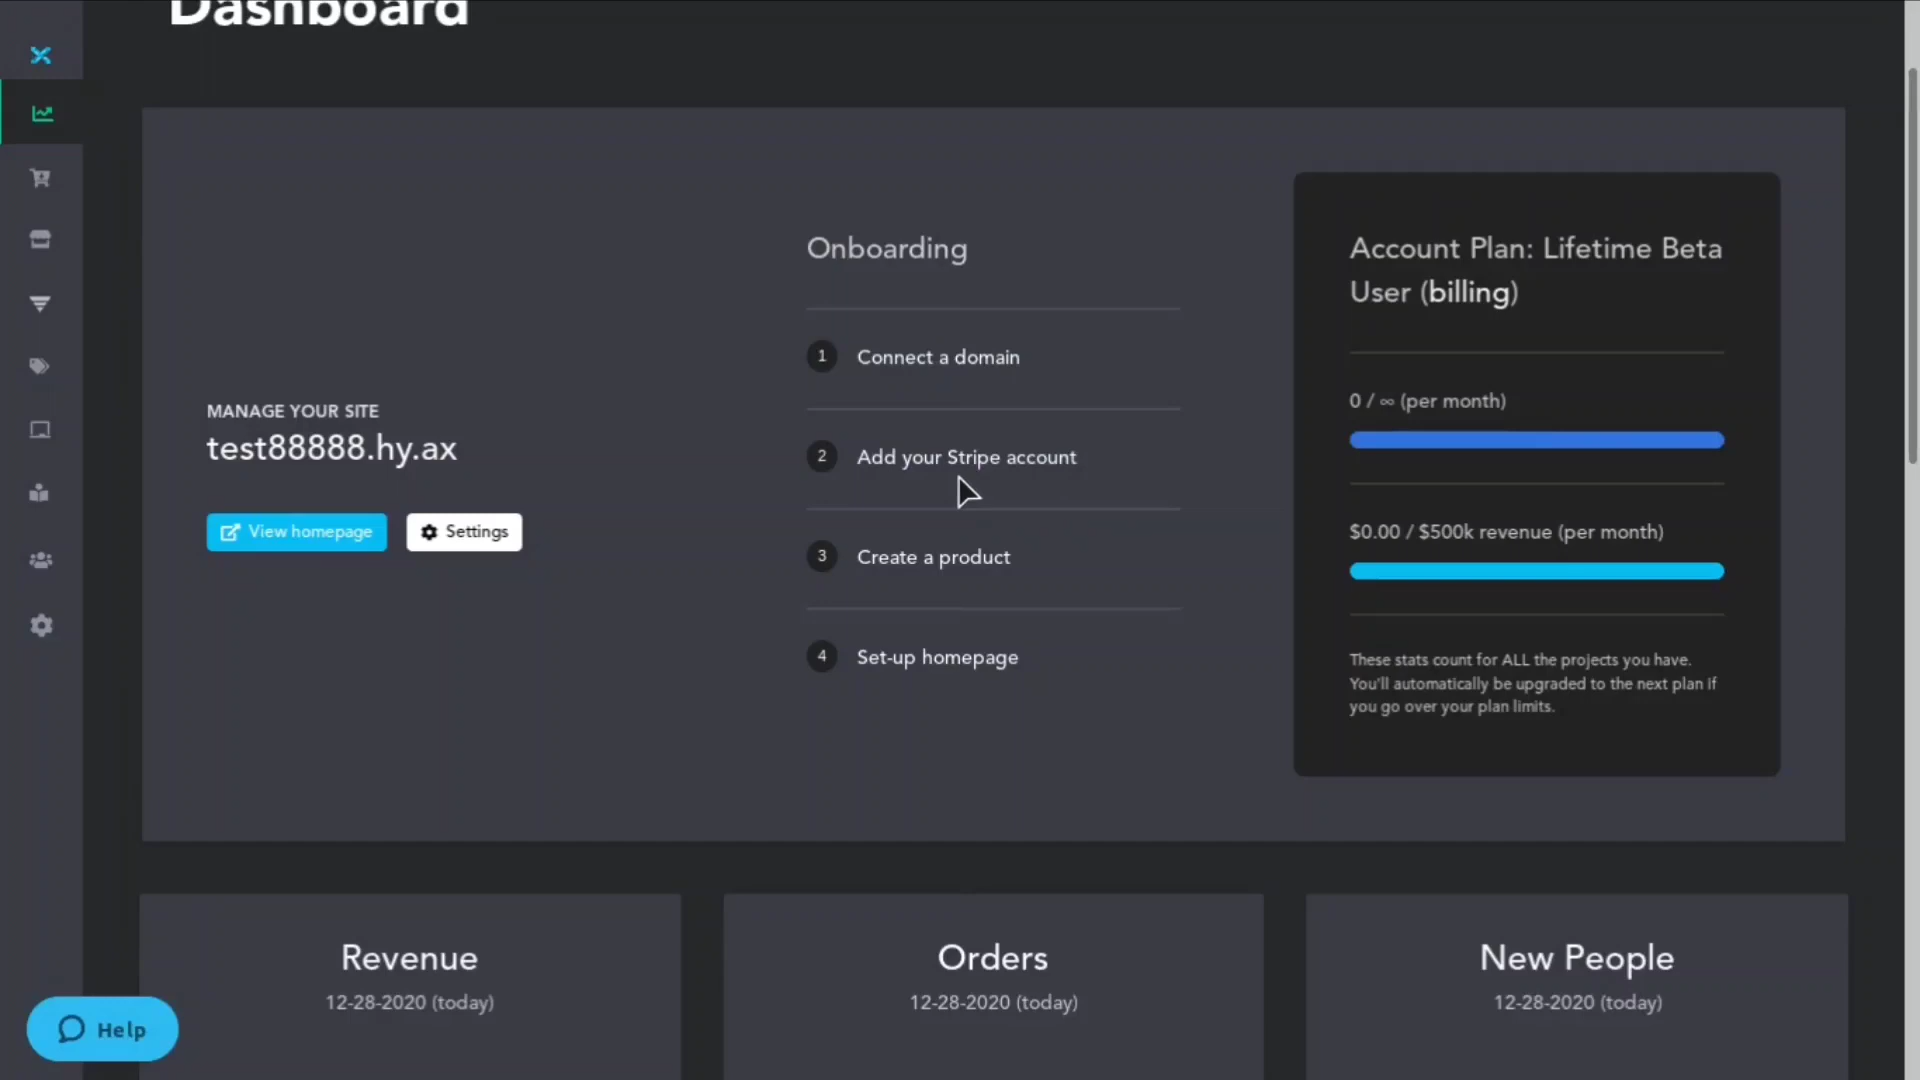 Dashboard
MANAGE YOUR SITE
test88888.hy.ax
View homepage
Settings
Onboarding
1 Connect a domain
2 Add your Stripe account
3 Create a product
4 Set-up homepage
Account Plan: Lifetime Beta
User (billing)
0 / ∞ (per month)
$0.00 / $500k revenue (per month)
These stats count for ALL the projects you have.
You'll automatically be upgraded to the next plan if
you go over your plan limits.
Revenue
12-28-2020 (today)
Orders
12-28-2020 (today)
New People
12-28-2020 (today)
Help